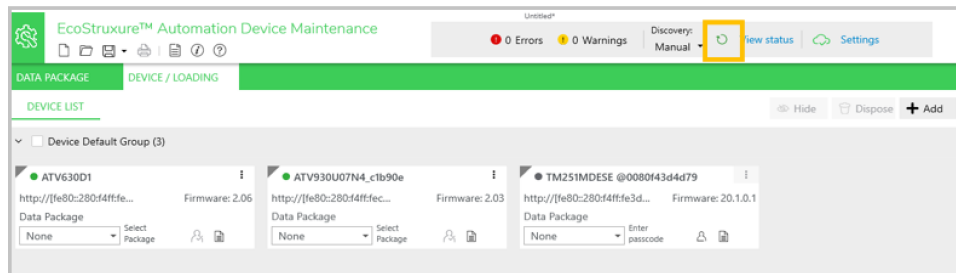 Untitled*
EcoStruxure™ Automation Device Maintenance
0 Errors 0 Warnings
Discovery:
Manual
View status
Settings
DATA PACKAGE
DEVICE / LOADING
DEVICE LIST
Hide
Dispose
Add
Device Default Group (3)
ATV630D1
http://[fe80::280:f4ff:fe...
Firmware: 2.06
Data Package
None
Select
Package
ATV930U07N4_c1b90e
http://[fe80::280:f4ff:fec...
Firmware: 2.03
Data Package
None
Select
Package
TM251MDESE @0080f43d4d79
http://[fe80::280:f4ff:fe3d...
Firmware: 20.1.0.1
Data Package
None
Enter
passcode